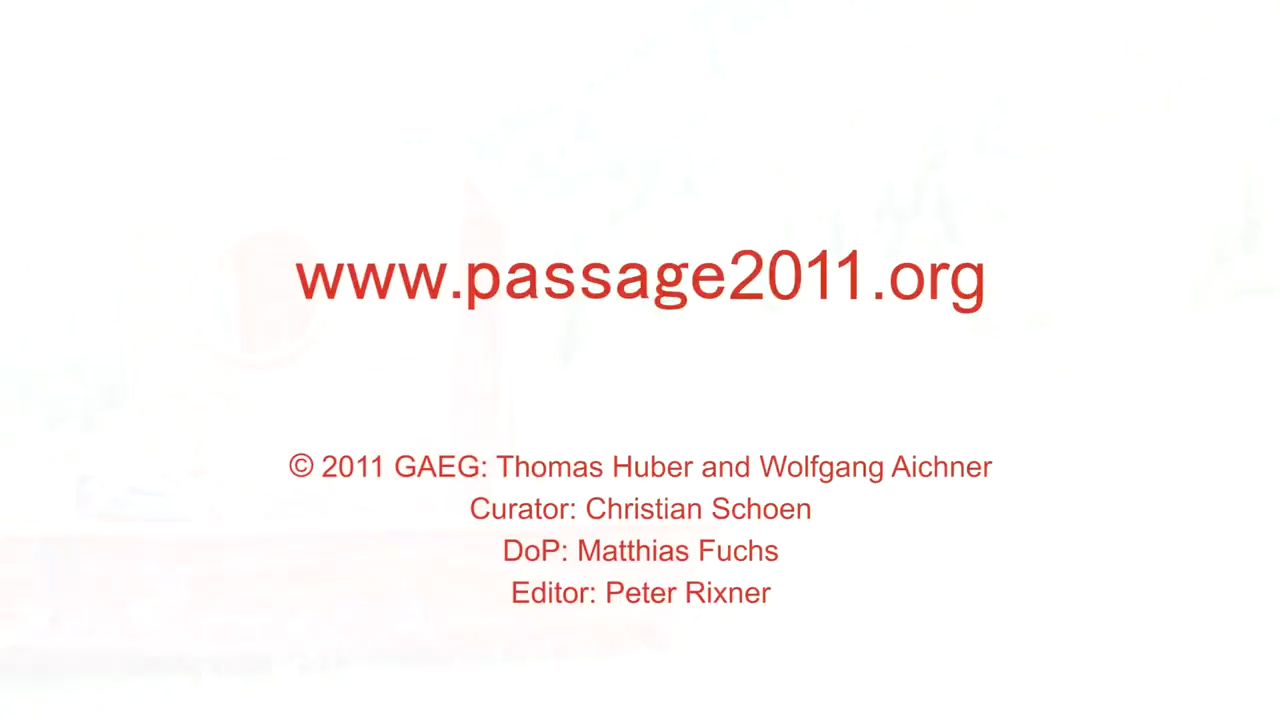 www.passage2011.org
© 2011 GAEG: Thomas Huber and Wolfgang Aichner
Curator: Christian Schoen
DoP: Matthias Fuchs
Editor: Peter Rixner